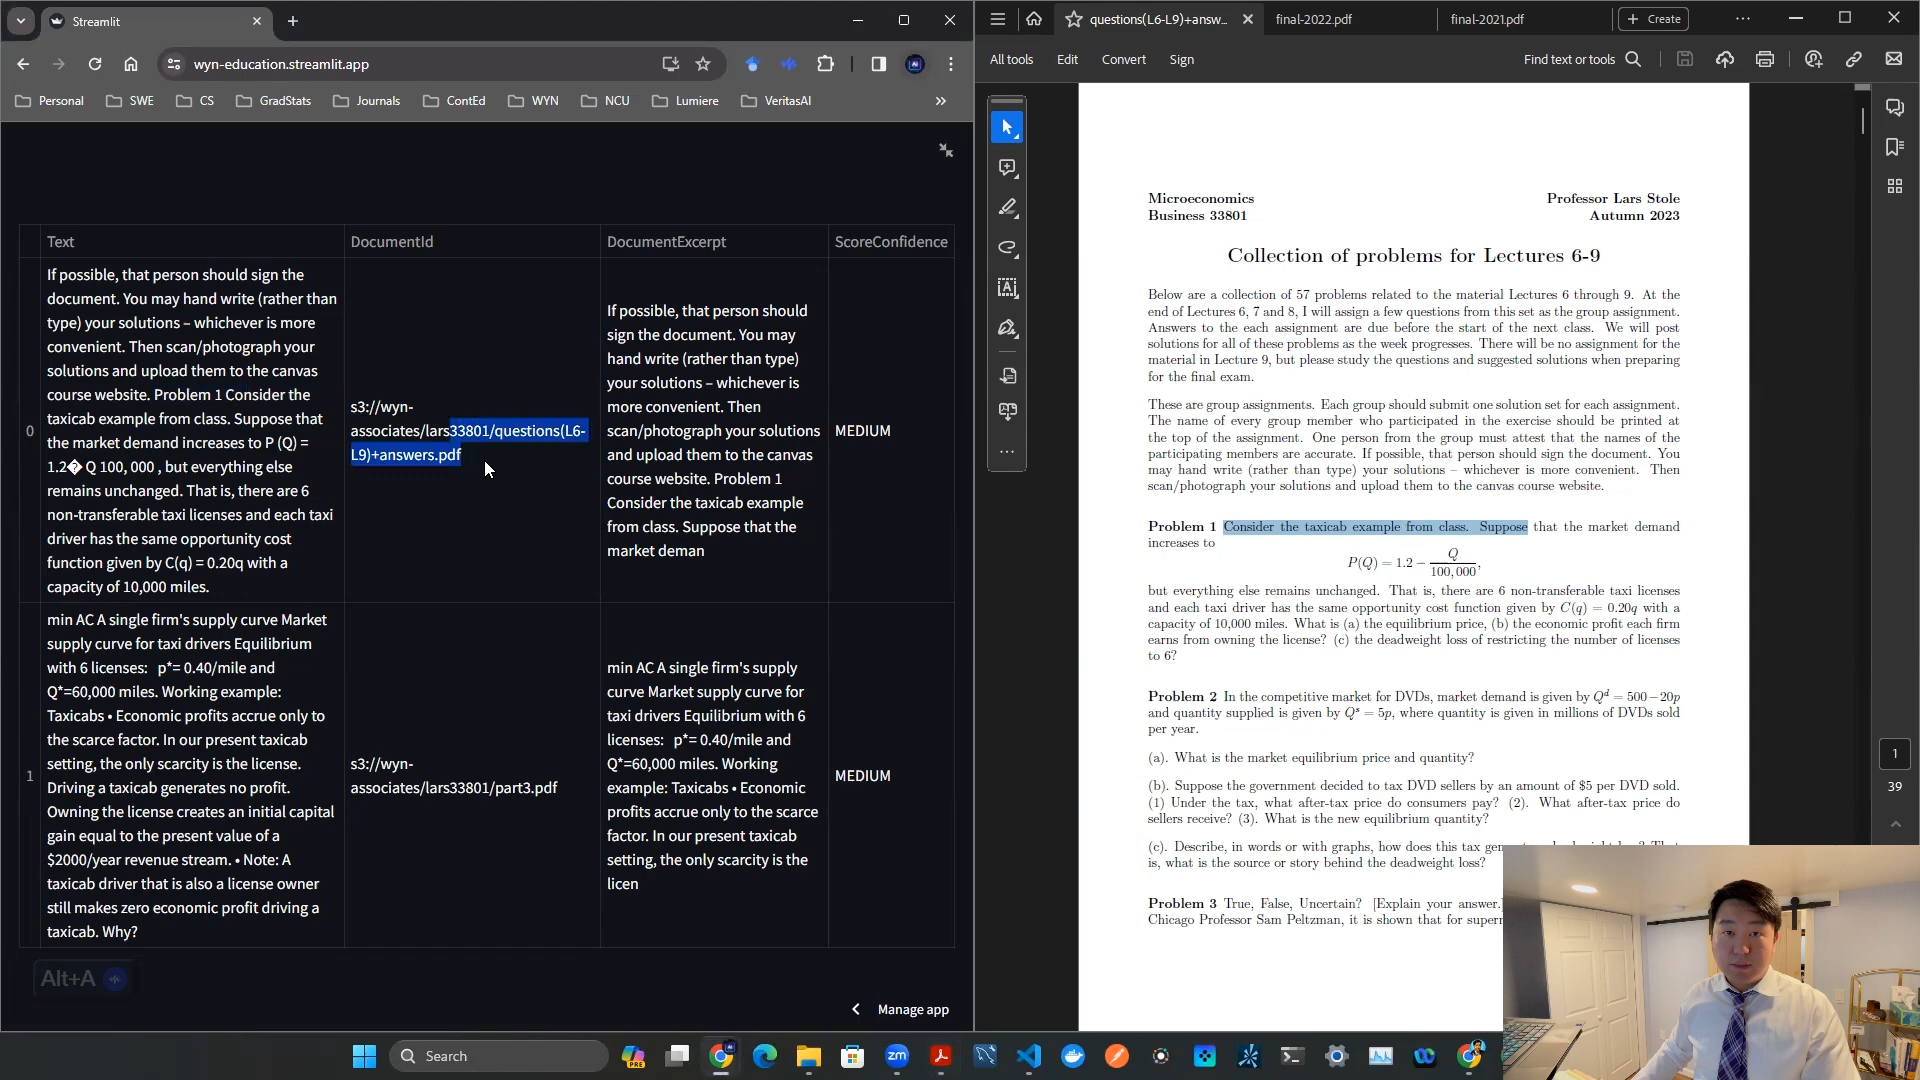 Streamlit
wyn-education.streamlit.app
Personal
SWE
CS
GradStats
Journals
ContEd
WYN
NCU
Lumiere
VeritasAI
Text
DocumentId
DocumentExcerpt
ScoreConfidence
0
If possible, that person should sign the
document. You may hand write (rather than
type) your solutions – whichever is more
convenient. Then scan/photograph your
solutions and upload them to the canvas
course website. Problem 1 Consider the
taxicab example from class. Suppose that
the market demand increases to P (Q) =
1.2� Q 100, 000 , but everything else
remains unchanged. That is, there are 6
non-transferable taxi licenses and each taxi
driver has the same opportunity cost
function given by C(q) = 0.20q with a
capacity of 10,000 miles.
s3://wyn-
associates/lars33801/questions(L6-
L9)+answers.pdf
If possible, that person should
sign the document. You may
hand write (rather than type)
your solutions – whichever is
more convenient. Then
scan/photograph your solutions
and upload them to the canvas
course website. Problem 1
Consider the taxicab example
from class. Suppose that the
market deman
MEDIUM
1
min AC A single firm's supply curve Market
supply curve for taxi drivers Equilibrium
with 6 licenses: p*= 0.40/mile and
Q*=60,000 miles. Working example:
Taxicabs • Economic profits accrue only to
the scarce factor. In our present taxicab
setting, the only scarcity is the license.
Driving a taxicab generates no profit.
Owning the license creates an initial capital
gain equal to the present value of a
$2000/year revenue stream. • Note: A
taxicab driver that is also a license owner
still makes zero economic profit driving a
taxicab. Why?
s3://wyn-
associates/lars33801/part3.pdf
min AC A single firm's supply
curve Market supply curve for
taxi drivers Equilibrium with 6
licenses: p*= 0.40/mile and
Q*=60,000 miles. Working
example: Taxicabs • Economic
profits accrue only to the scarce
factor. In our present taxicab
setting, the only scarcity is the
licen
MEDIUM
Alt+A
Manage app
questions(L6-L9)+answ...
final-2022.pdf
final-2021.pdf
Create
All tools
Edit
Convert
Sign
Find text or tools
Microeconomics
Business 33801
Professor Lars Stole
Autumn 2023
Collection of problems for Lectures 6-9
Below are a collection of 57 problems related to the material Lectures 6 through 9. At the
end of Lectures 6, 7 and 8, I will assign a few questions from this set as the group assignment.
Answers to the each assignment are due before the start of the next class. We will post
solutions for all of these problems as the week progresses. There will be no assignment for the
material in Lecture 9, but please study the questions and suggested solutions when preparing
for the final exam.
These are group assignments. Each group should submit one solution set for each assignment.
The name of every group member who participated in the exercise should be printed at
the top of the assignment. One person from the group must attest that the names of the
participating members are accurate. If possible, that person should sign the document. You
may hand write (rather than type) your solutions – whichever is more convenient. Then
scan/photograph your solutions and upload them to the canvas course website.
Problem 1 Consider the taxicab example from class. Suppose that the market demand
increases to
P(Q) = 1.2 − Q/100,000,
but everything else remains unchanged. That is, there are 6 non-transferable taxi licenses
and each taxi driver has the same opportunity cost function given by C(q) = 0.20q with a
capacity of 10,000 miles. What is (a) the equilibrium price, (b) the economic profit each firm
earns from owning the license? (c) the deadweight loss of restricting the number of licenses
to 6?
Problem 2 In the competitive market for DVDs, market demand is given by Qᵈ = 500−20p
and quantity supplied is given by Qˢ = 5p, where quantity is given in millions of DVDs sold
per year.
(a). What is the market equilibrium price and quantity?
(b). Suppose the government decided to tax DVD sellers by an amount of $5 per DVD sold.
(1) Under the tax, what after-tax price do consumers pay? (2). What after-tax price do
sellers receive? (3). What is the new equilibrium quantity?
(c). Describe, in words or with graphs, how does this tax
is, what is the source or story behind the deadweight loss?
Problem 3 True, False, Uncertain? [Explain your answer.]
Chicago Professor Sam Peltzman, it is shown that for
1
39
Search
PRE
zm